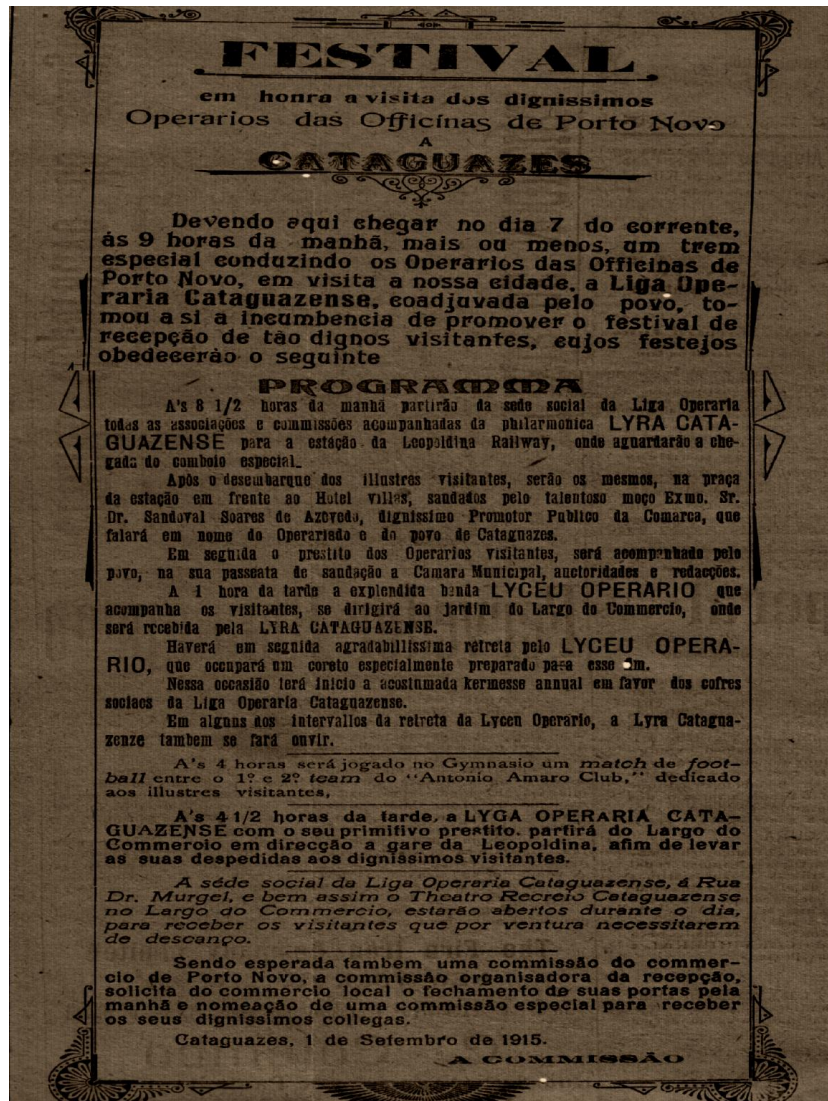 FESTIVAL
em honra a visita dos dignissimos
Operarios das Officinas de Porto Novo
A
CATAGUAZES
Devendo aqui chegar no dia 7 do corrente,
ás 9 horas da manhã, mais ou menos, um trem
especial conduzindo os Operarios das Officinas de
Porto Novo, em visita a nossa cidade, a Liga Ope-
raria Cataguazense, coadjuvada pelo povo, to-
mou a si a incumbencia de promover o festival de
recepção de tão dignos visitantes, cujos festejos
obedecerão o seguinte
PROGRAMMA
A's 8 1/2 horas da manhã partirão da sede social da Liga Operaria
todas as associações e commissões acompanhadas da philarmonica LYRA CATA-
GUAZENSE para a estáção da Leopoldina Railway, onde aguardarão a che-
gada do comboio especial.
Após o desembarque dos illustres visitantes, serão os mesmos, na praça
da estação em frente ao Hotel Villas, sandados pelo talentoso moço Exmo. Sr.
Dr. Sandoval Soares de Azevedo, dignissimo Promotor Publico da Comarca, que
falará em nome do Operariado e do povo de Cataguazes.
Em seguida o prestito dos Operarios visitantes, será acompanhado pelo
povo, na sua passeata de sandação a Camara Municipal, auctoridades e redacções.
A 1 hora da tarde a explendida banda LYCEU OPERARIO que
acompanha os visitantes, se dirigirá ao jardim do Largo do Commercio, onde
será recebida pela LYRA CATAGUAZENSE.
Haverá em seguida agradabillissima retreta pelo LYCEU OPERA-
RIO, que occupará um coreto especialmente preparado para esse fim.
Nessa occasião terá inicio a acostumada kermesse annual em favor dos cofres
sociaes da Liga Operaria Cataguazense.
Em alguns dos intervallos da retreta da Lyceu Operario, a Lyra Catagua-
zenze tambem se fará ouvir.
A's 4 horas será jogado no Gymnasio um match de foot-
ball entre o 1º e 2º team do "Antonio Amaro Club," dedicado
aos illustres visitantes,
A's 4 1/2 horas da tarde, a LYGA OPERARIA CATA-
GUAZENSE com o seu primitivo prestito, partirá do Largo do
Commercio em direcção a gare da Leopoldina, afim de levar
as suas despedidas aos dignissimos visitantes.
A séde social da Liga Operaria Cataguazense, á Rua
Dr. Murgel, e bem assim o Theatro Recreio Cataguazense
no Largo do Commercio, estarão abertos durante o dia,
para receber os visitantes que por ventura necessitarem
de descanço.
Sendo esperada tambem uma commissão do commer-
cio de Porto Novo, a commissão organisadora da recepção,
solicita do commercio local o fechamento de suas portas pela
manhã e nomeação de uma commissão especial para receber
os seus dignissimos collegas.
Cataguazes, 1 de Setembro de 1915.
A COMMISSÃO